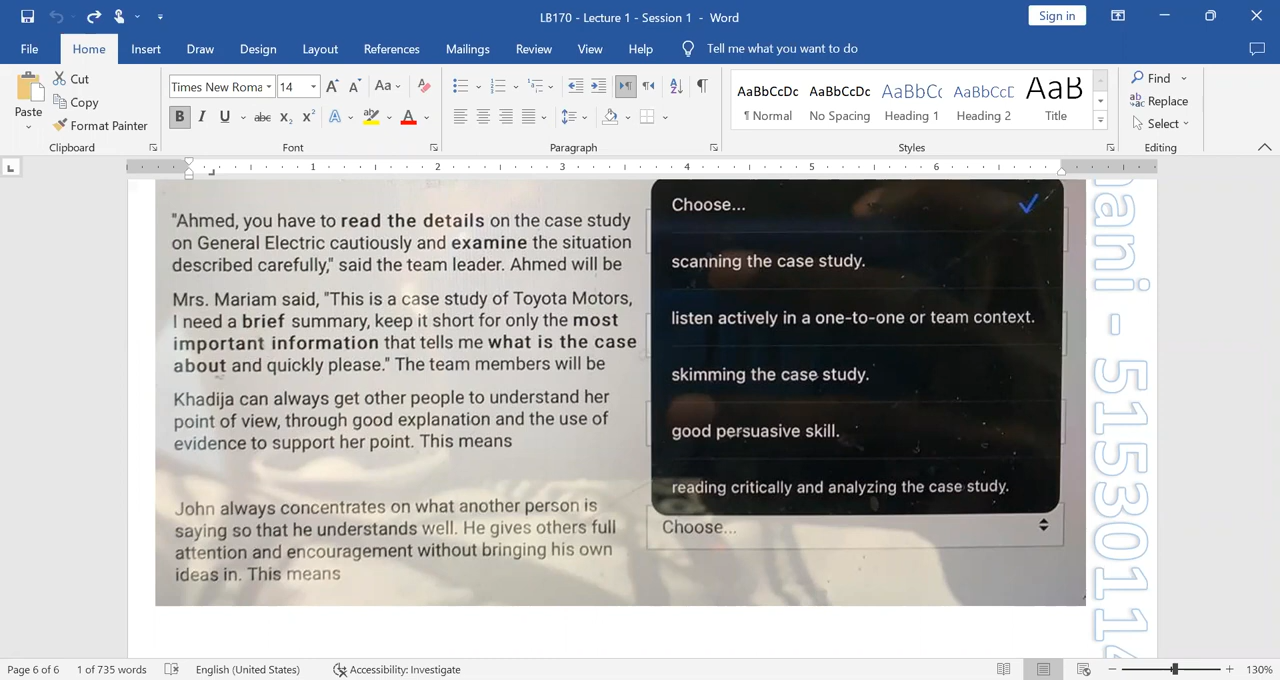 LB170 - Lecture 1 - Session 1 - Word
Sign in
File Home Insert Draw Design Layout References Mailings Review View Help Tell me what you want to do
Paste
Cut
Copy
Format Painter
Clipboard
Times New Roma 14
Font
Paragraph
AaBbCcDc AaBbCcDc AaBbCc AaBbCcD AaB
¶ Normal No Spacing Heading 1 Heading 2 Title
Styles
Find
Replace
Select
Editing
1 2 3 4 5 6
"Ahmed, you have to read the details on the case study
on General Electric cautiously and examine the situation
described carefully," said the team leader. Ahmed will be
Mrs. Mariam said, "This is a case study of Toyota Motors,
I need a brief summary, keep it short for only the most
important information that tells me what is the case
about and quickly please." The team members will be
Khadija can always get other people to understand her
point of view, through good explanation and the use of
evidence to support her point. This means
John always concentrates on what another person is
saying so that he understands well. He gives others full
attention and encouragement without bringing his own
ideas in. This means
Choose...
scanning the case study.
listen actively in a one-to-one or team context.
skimming the case study.
good persuasive skill.
reading critically and analyzing the case study.
Choose...
Page 6 of 6 1 of 735 words English (United States) Accessibility: Investigate 130%